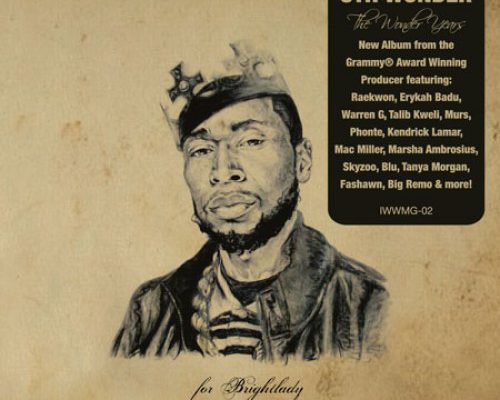 9TH WONDER
The Wonder Years
New Album from the
Grammy® Award Winning
Producer featuring:
Raekwon, Erykah Badu,
Warren G, Talib Kweli, Murs,
Phonte, Kendrick Lamar,
Mac Miller, Marsha Ambrosius,
Skyzoo, Blu, Tanya Morgan,
Fashawn, Big Remo & more!
IWWMG-02
for Brightlady